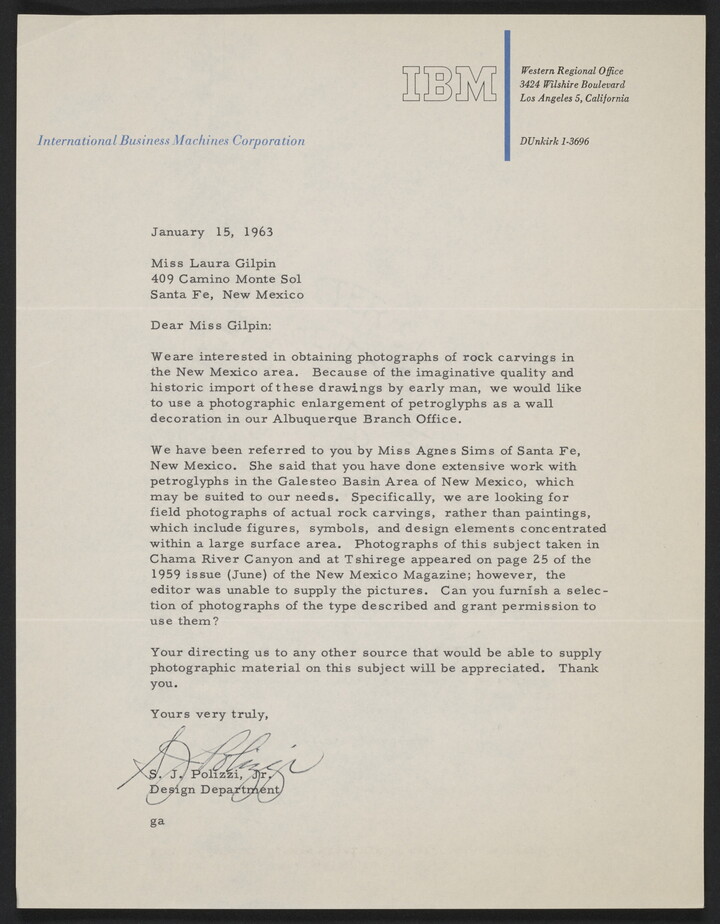 IBM
Western Regional Office
3424 Wilshire Boulevard
Los Angeles 5, California
International Business Machines Corporation
DUnkirk 1-3696
January 15, 1963
Miss Laura Gilpin
409 Camino Monte Sol
Santa Fe, New Mexico
Dear Miss Gilpin:
Weare interested in obtaining photographs of rock carvings in
the New Mexico area. Because of the imaginative quality and
historic import of these drawings by early man, we would like
to use a photographic enlargement of petroglyphs as a wall
decoration in our Albuquerque Branch Office.
We have been referred to you by Miss Agnes Sims of Santa Fe,
New Mexico. She said that you have done extensive work with
petroglyphs in the Galesteo Basin Area of New Mexico, which
may be suited to our needs. Specifically, we are looking for
field photographs of actual rock carvings, rather than paintings,
which include figures, symbols, and design elements concentrated
within a large surface area. Photographs of this subject taken in
Chama River Canyon and at Tshirege appeared on page 25 of the
1959 issue (June) of the New Mexico Magazine; however, the
editor was unable to supply the pictures. Can you furnish a selec-
tion of photographs of the type described and grant permission to
use them?
Your directing us to any other source that would be able to supply
photographic material on this subject will be appreciated. Thank
you.
Yours very truly,
S J Polizzi Jr
S. J. Polizzi, Jr.
Design Department
ga